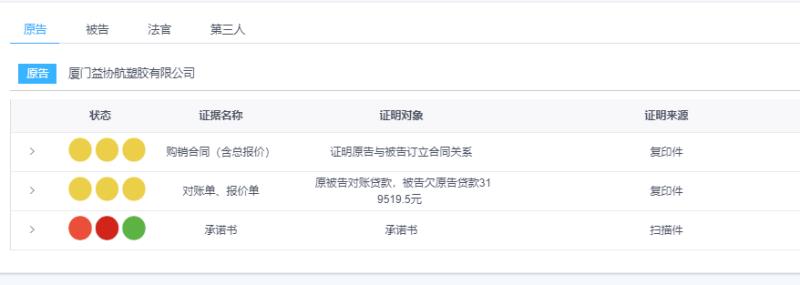 原告 被告 法官 第三人
原告 厦门益协航塑胶有限公司
状态 证据名称 证明对象 证明来源
购销合同（含总报价） 证明原告与被告订立合同关系 复印件
对账单、报价单 原被告对账贷款，被告欠原告贷款31 复印件
9519.5元
承诺书 承诺书 扫描件